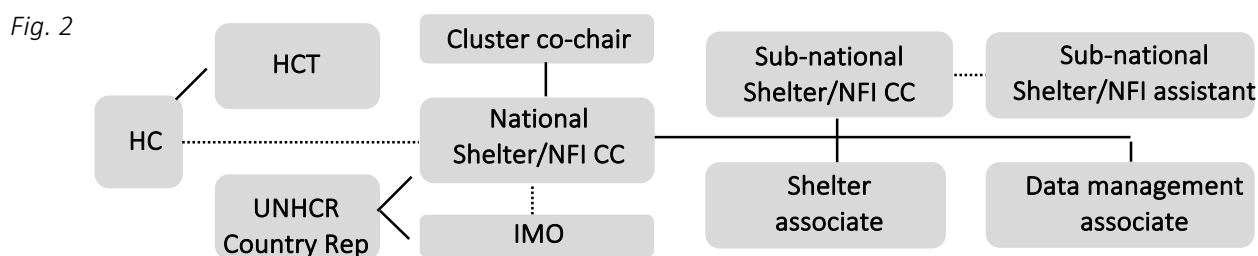 Fig. 2
HCT
Cluster co-chair
Sub-national
Shelter/NFI CC
Sub-national
Shelter/NFI assistant
HC
National
Shelter/NFI CC
UNHCR
Country Rep
IMO
Shelter
associate
Data management
associate